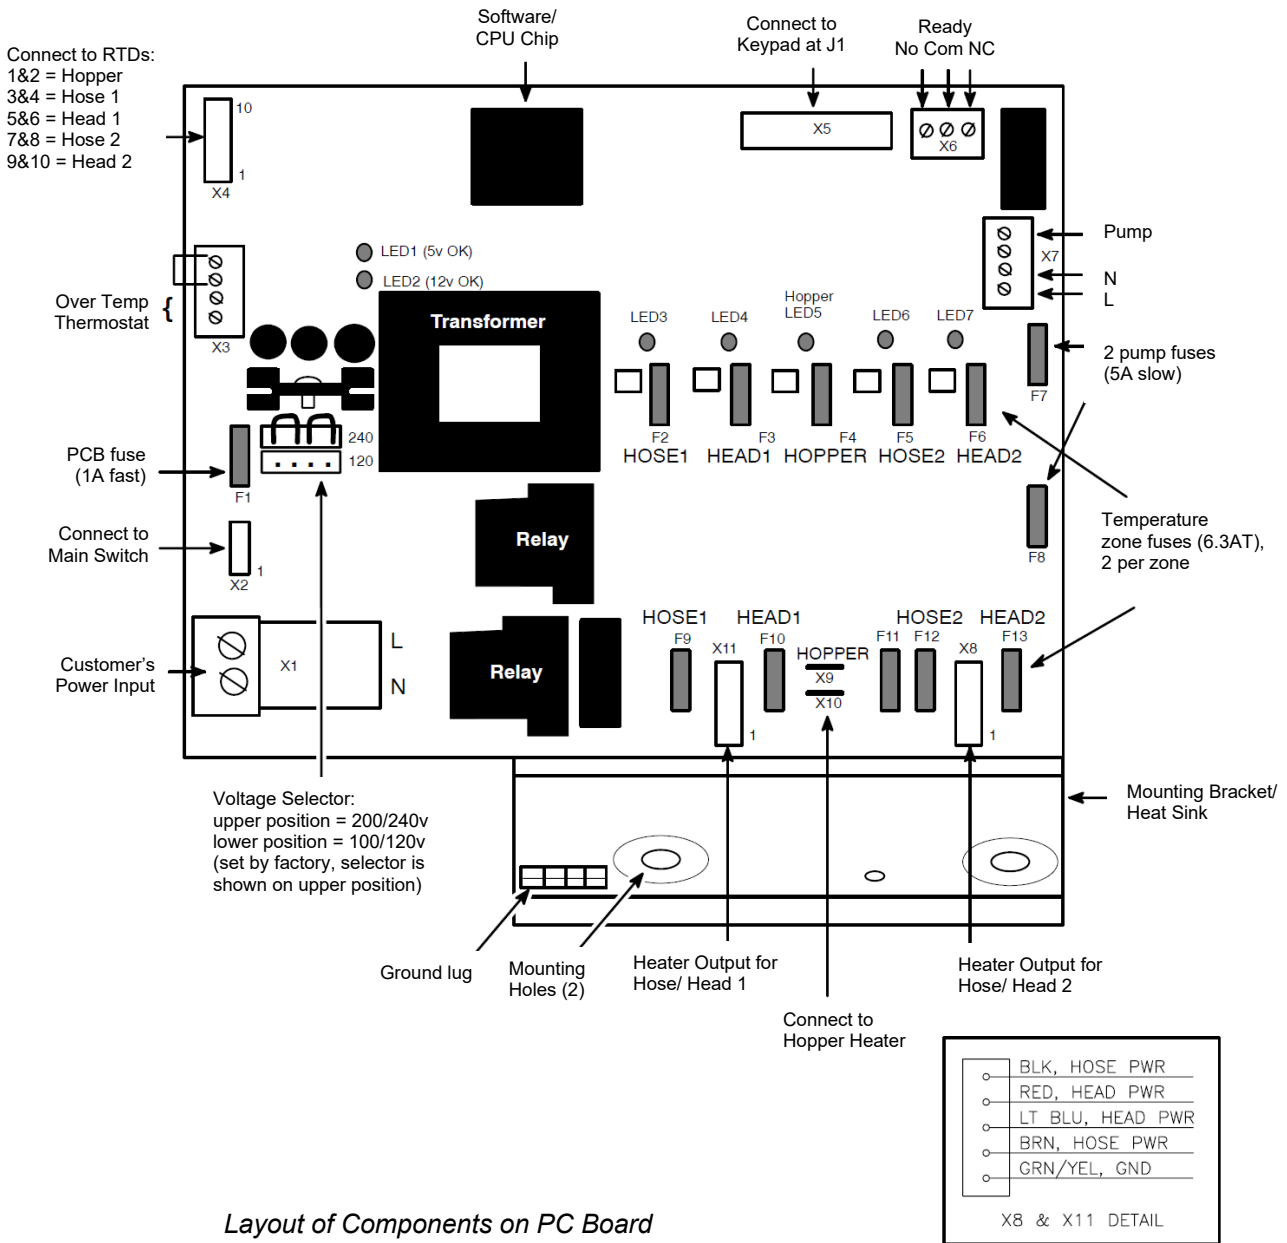 Software/
CPU Chip
Connect to
Keypad at J1
Ready
No Com NC
Connect to RTDs:
1&2 = Hopper
3&4 = Hose 1
5&6 = Head 1
7&8 = Hose 2
9&10 = Head 2
10
1
X4
X5
X6
LED1 (5v OK)
LED2 (12v OK)
Pump
X7
N
L
Over Temp
Thermostat
{
X3
Transformer
LED3
LED4
Hopper
LED5
LED6
LED7
2 pump fuses
(5A slow)
F7
240
120
F2
F3
F4
F5
F6
HOSE1
HEAD1
HOPPER
HOSE2
HEAD2
PCB fuse
(1A fast)
F1
Connect to
Main Switch
1
X2
Relay
F8
Temperature
zone fuses (6.3AT),
2 per zone
Customer's
Power Input
X1
L
N
Relay
HOSE1
HEAD1
HOSE2
HEAD2
F9
X11
F10
HOPPER
X9
X10
F11
F12
X8
F13
1
1
Voltage Selector:
upper position = 200/240v
lower position = 100/120v
(set by factory, selector is
shown on upper position)
Mounting Bracket/
Heat Sink
Ground lug
Mounting
Holes (2)
Heater Output for
Hose/ Head 1
Connect to
Hopper Heater
Heater Output for
Hose/ Head 2
BLK, HOSE PWR
RED, HEAD PWR
LT BLU, HEAD PWR
BRN, HOSE PWR
GRN/YEL, GND
X8 & X11 DETAIL
Layout of Components on PC Board